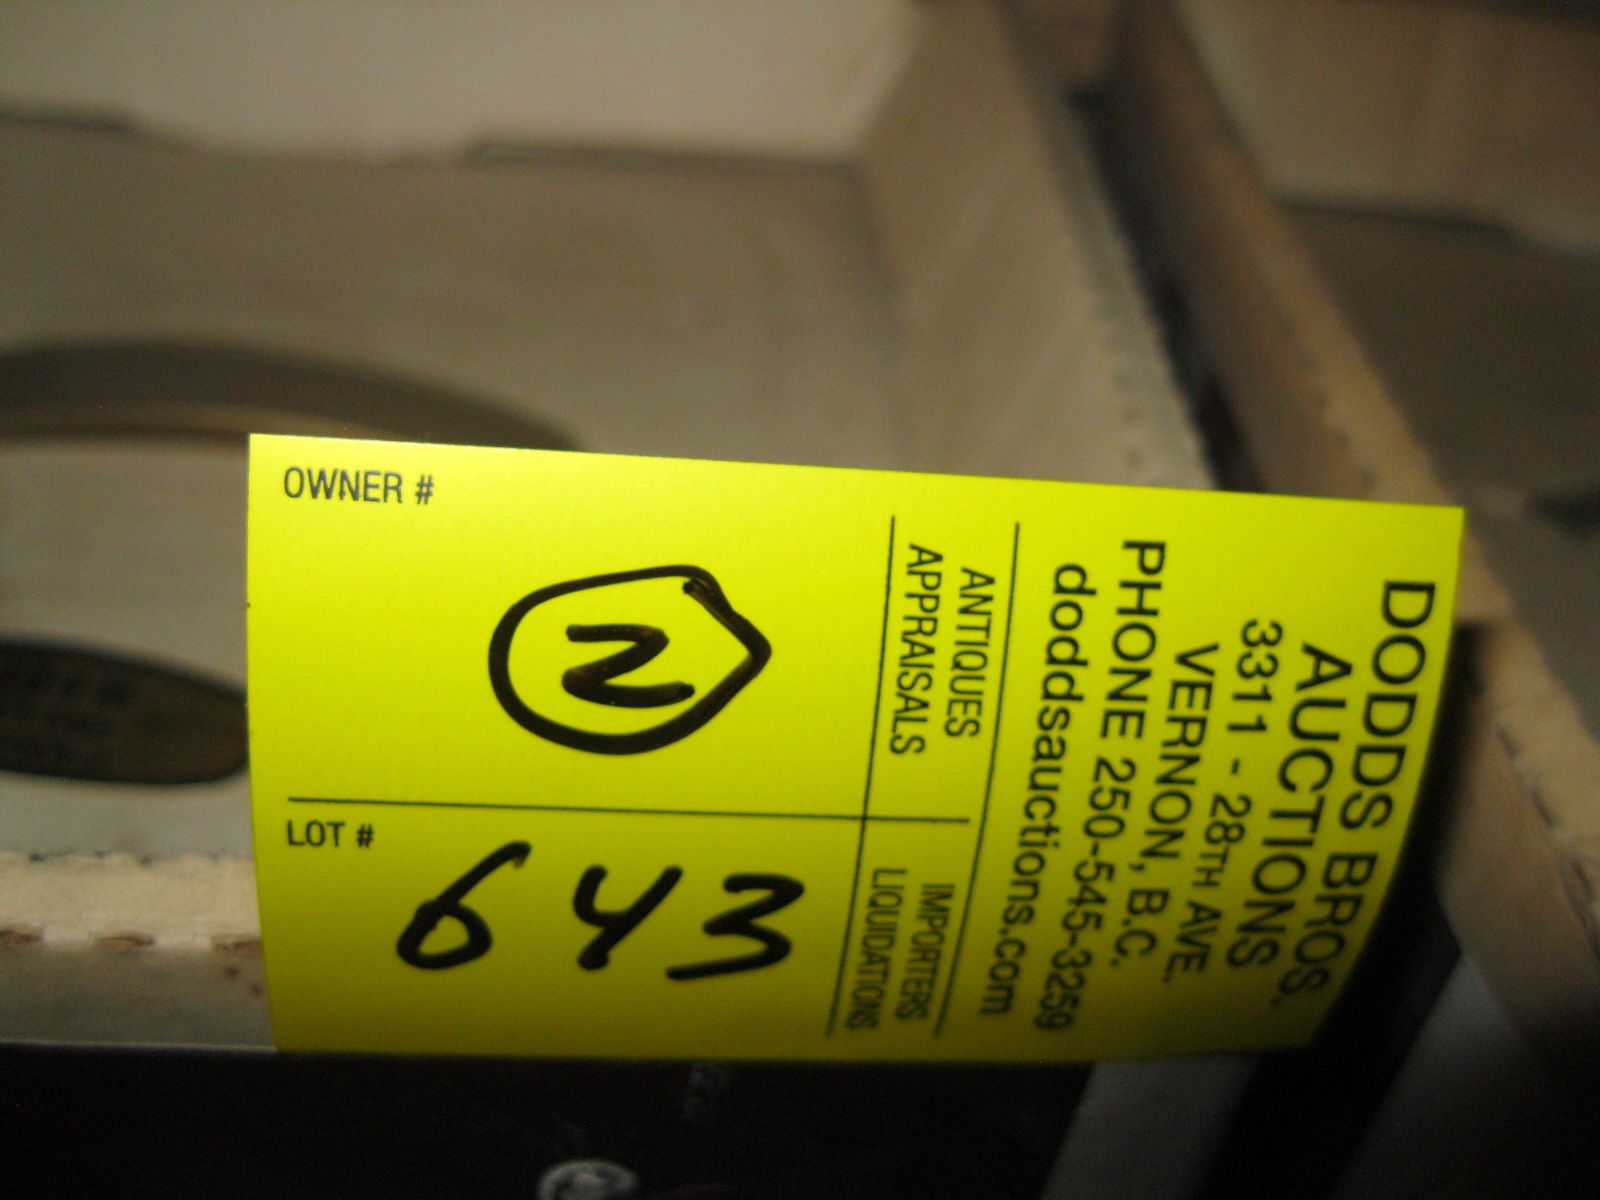 DODDS BROS.
AUCTIONS
3311 - 28TH AVE.
VERNON, B.C.
PHONE 250-545-3259
doddsauctions.com
ANTIQUES
APPRAISALS
IMPORTERS
LIQUIDATIONS
OWNER #
2
LOT #
643